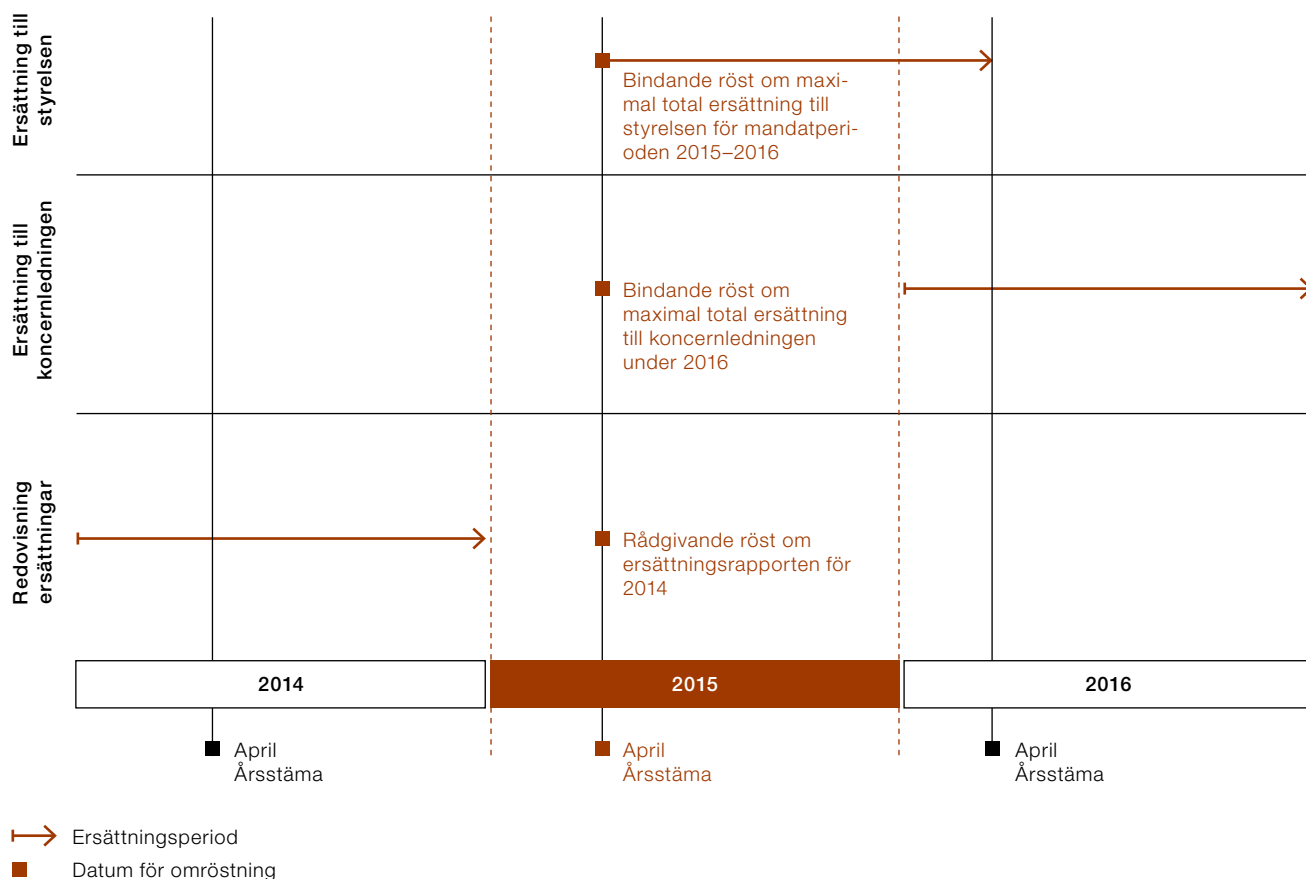 Ersättning till
styrelsen
Bindande röst om maxi-
mal total ersättning till
styrelsen för mandatperi-
oden 2015–2016
Ersättning till
koncernledningen
Bindande röst om
maximal total ersättning
till koncernledningen
under 2016
Redovisning
ersättningar
Rådgivande röst om
ersättningsrapporten för
2014
2014
2015
2016
April
Årsstäma
April
Årsstäma
April
Årsstäma
Ersättningsperiod
Datum för omröstning